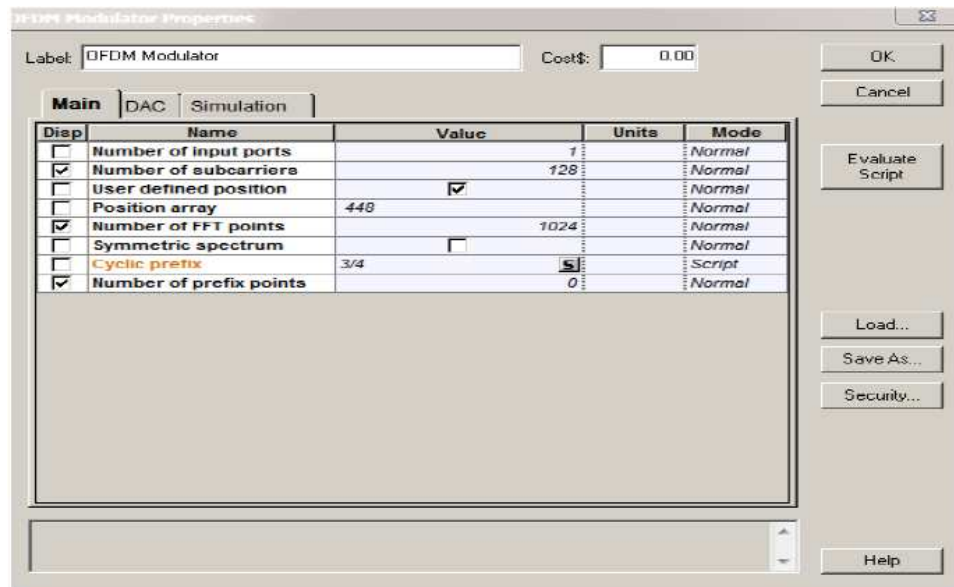 OFDM Modulator Properties
Label: OFDM Modulator Cost$: 0.00 OK
Cancel
Main DAC Simulation
Disp Name Value Units Mode
Number of input ports 1 Normal
Number of subcarriers 128 Normal
User defined position Normal
Position array 448 Normal
Number of FFT points 1024 Normal
Symmetric spectrum Normal
Cyclic prefix 3/4 S Script
Number of prefix points 0 Normal
Evaluate
Script
Load...
Save As...
Security...
Help